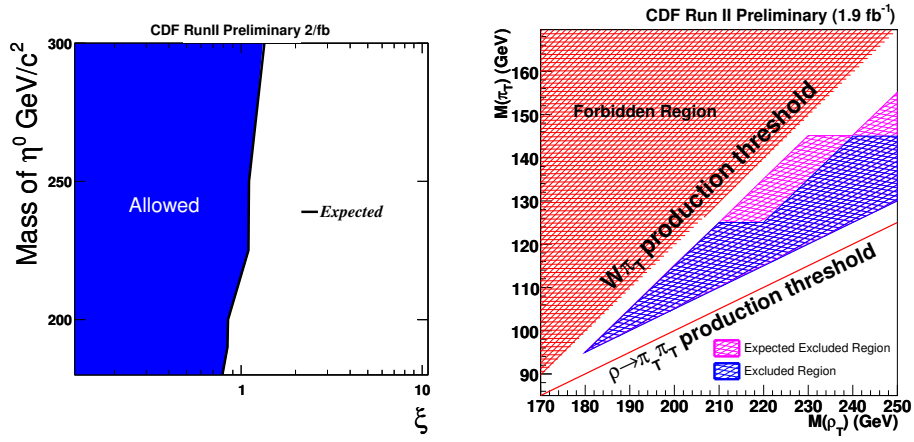 CDF RunII Preliminary 2/fb
Mass of η⁰ GeV/c²
300
200
Allowed
Expected
1
10
ξ
CDF Run II Preliminary (1.9 fb⁻¹)
M(π_T) (GeV)
170
160
150
140
130
120
110
100
90
Forbidden Region
Wπ_T production threshold
ρ→π_Tπ_T production threshold
Expected Excluded Region
Excluded Region
170 180 190 200 210 220 230 240 250
M(ρ_T) (GeV)